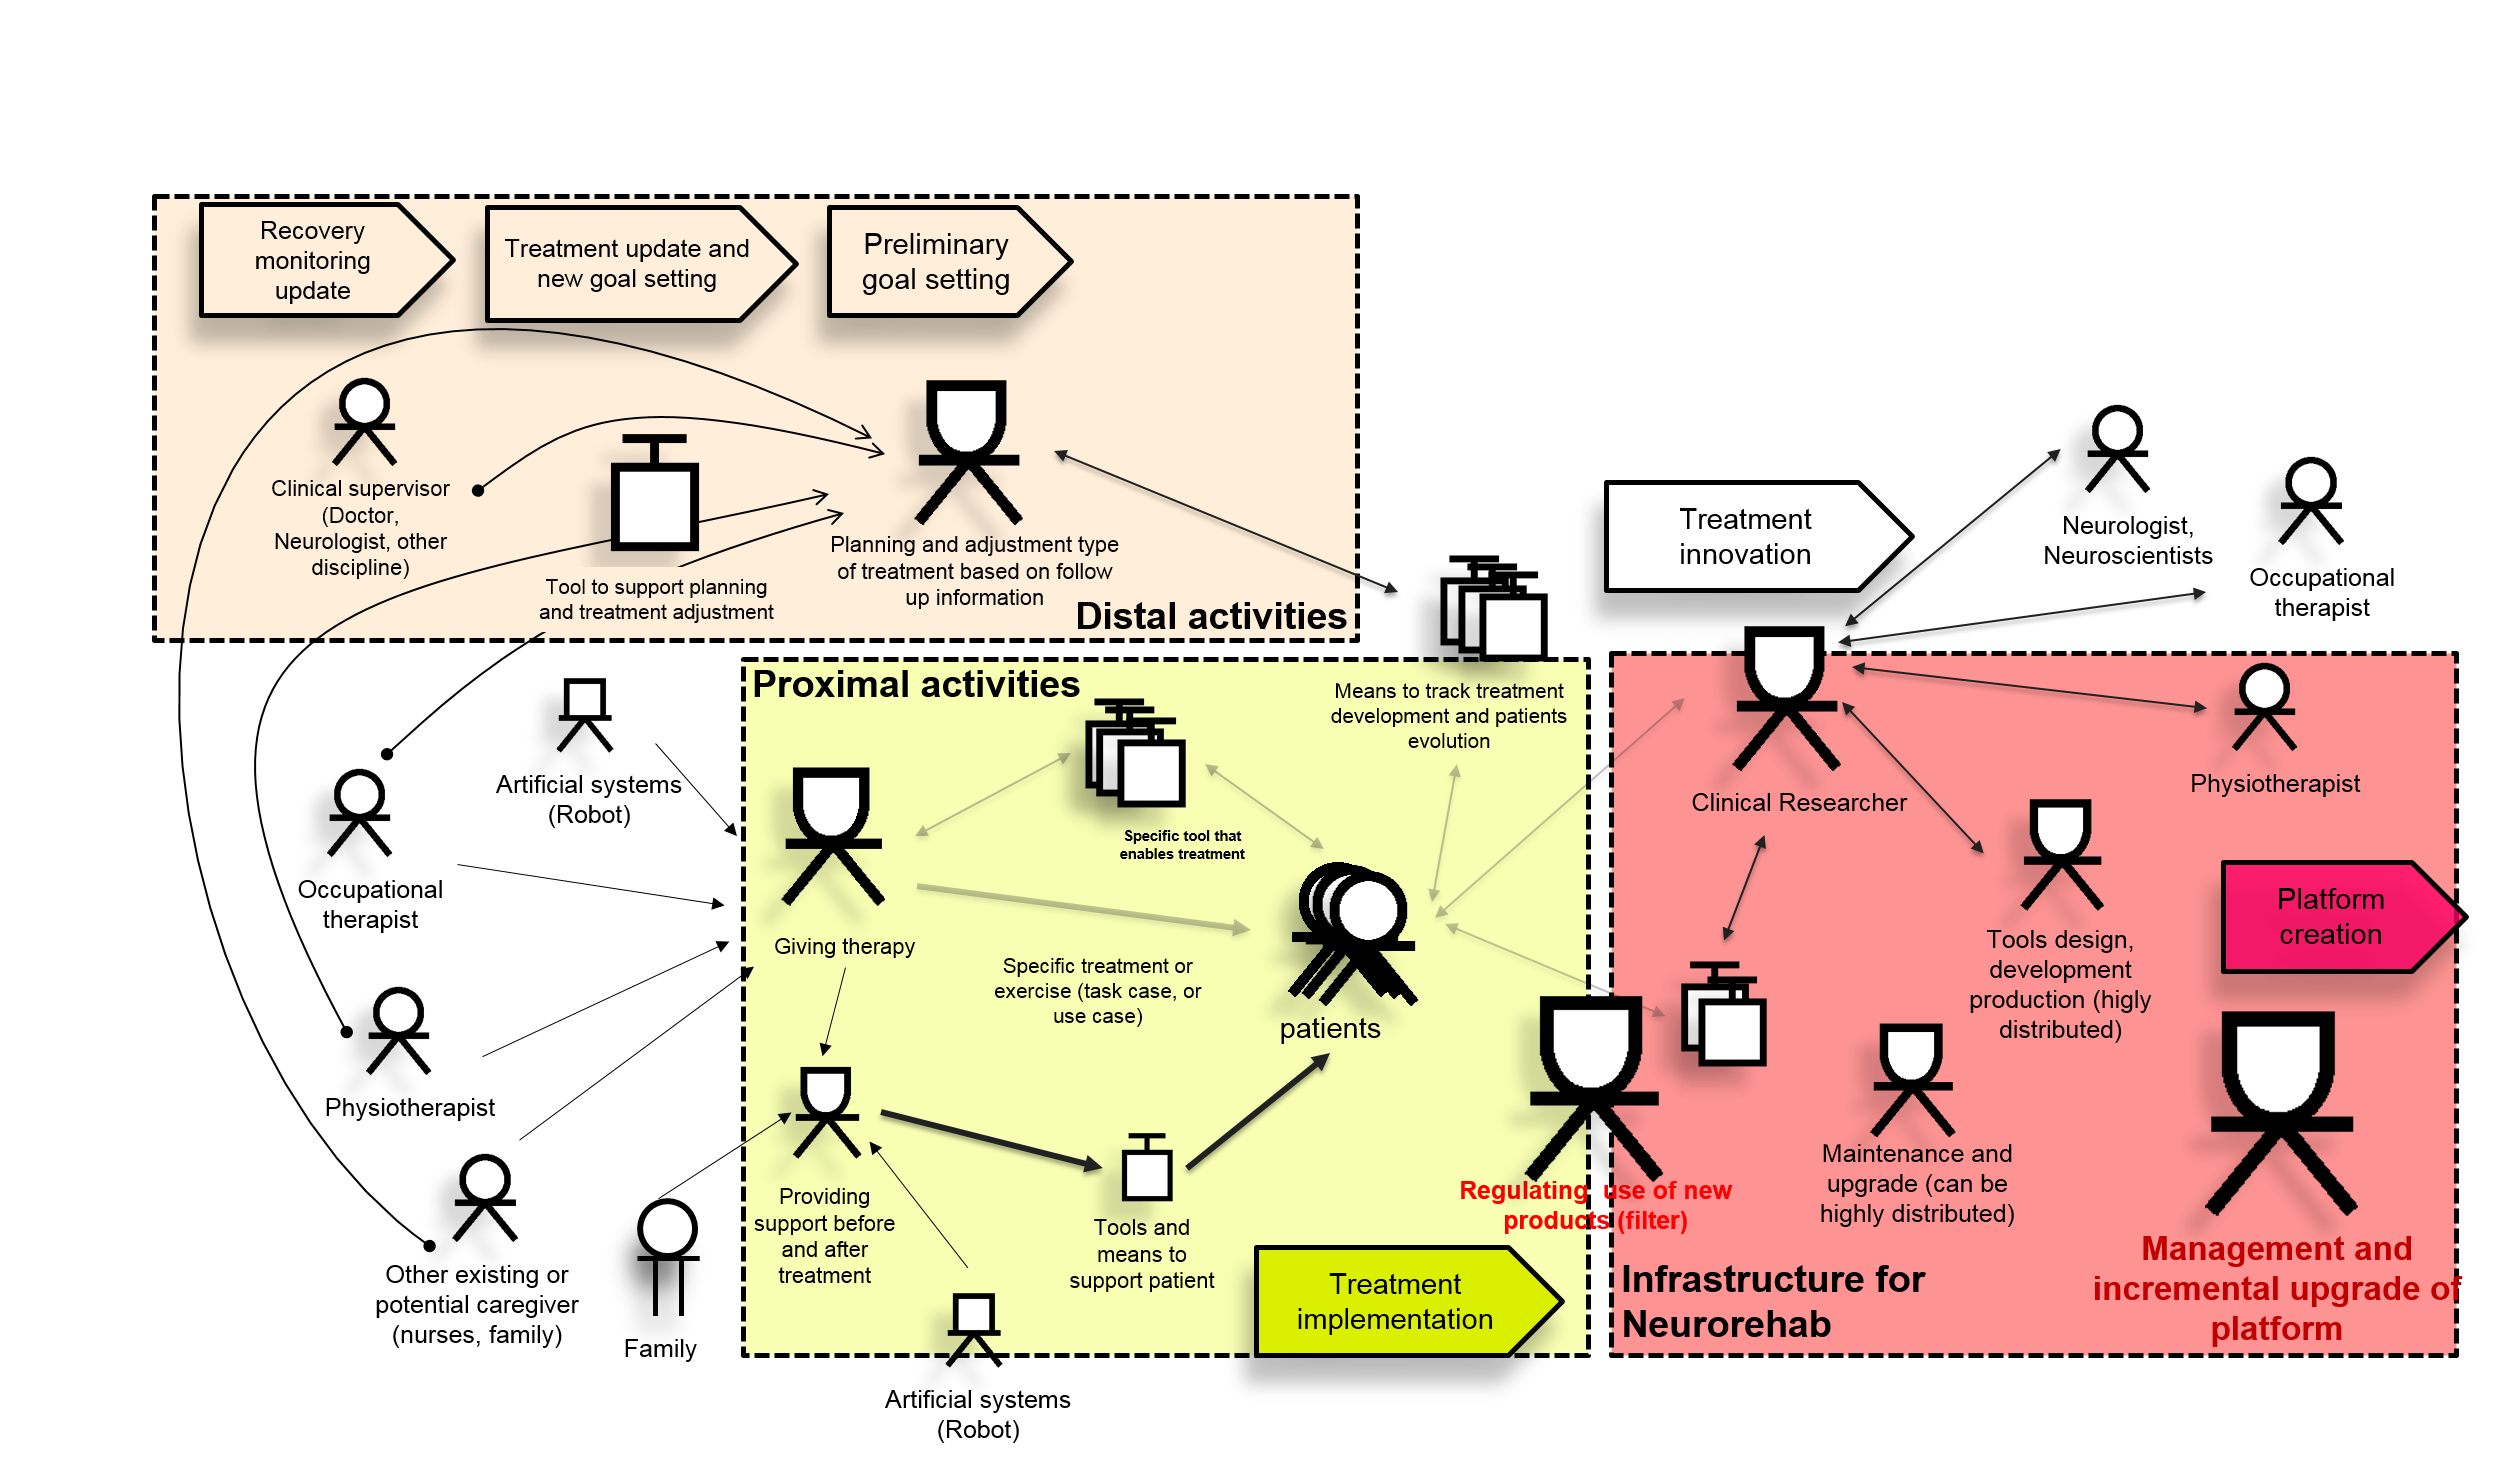 Recovery
monitoring
update
Treatment update and
new goal setting
Preliminary
goal setting
Clinical supervisor
(Doctor,
Neurologist, other
discipline)
Tool to support planning
and treatment adjustment
Planning and adjustment type
of treatment based on follow
up information
Distal activities
Treatment
innovation
Neurologist,
Neuroscientists
Occupational
therapist
Artificial systems
(Robot)
Occupational
therapist
Physiotherapist
Other existing or
potential caregiver
(nurses, family)
Family
Proximal activities
Means to track treatment
development and patients
evolution
Specific tool that
enables treatment
Giving therapy
Specific treatment or
exercise (task case, or
use case)
patients
Providing
support before
and after
treatment
Tools and
means to
support patient
Treatment
implementation
Artificial systems
(Robot)
Regulating  use of new
products (filter)
Clinical Researcher
Physiotherapist
Tools design,
development
production (higly
distributed)
Platform
creation
Maintenance and
upgrade (can be
highly distributed)
Infrastructure for
Neurorehab
Management and
incremental upgrade of
platform